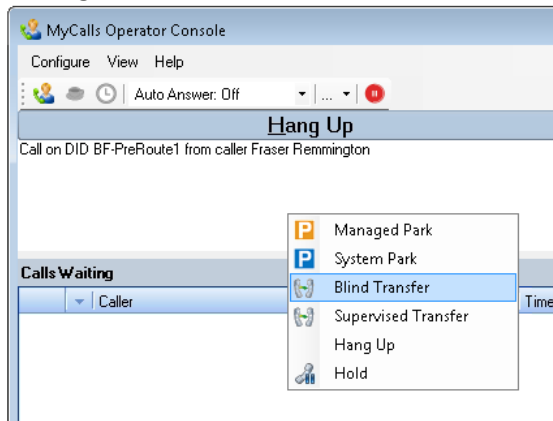 MyCalls Operator Console
Configure View Help
Auto Answer: Off ...
Hang Up
Call on DID BF-PreRoute1 from caller Fraser Remmington
Managed Park
System Park
Calls Waiting
Blind Transfer
Caller Time
Supervised Transfer
Hang Up
Hold